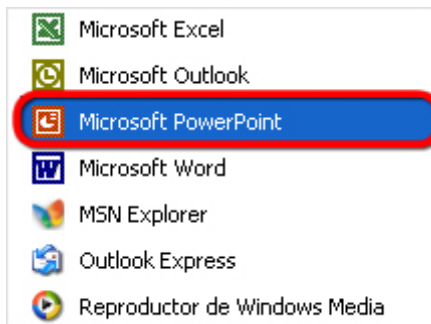 Microsoft Excel
Microsoft Outlook
Microsoft PowerPoint
Microsoft Word
MSN Explorer
Outlook Express
Reproductor de Windows Media